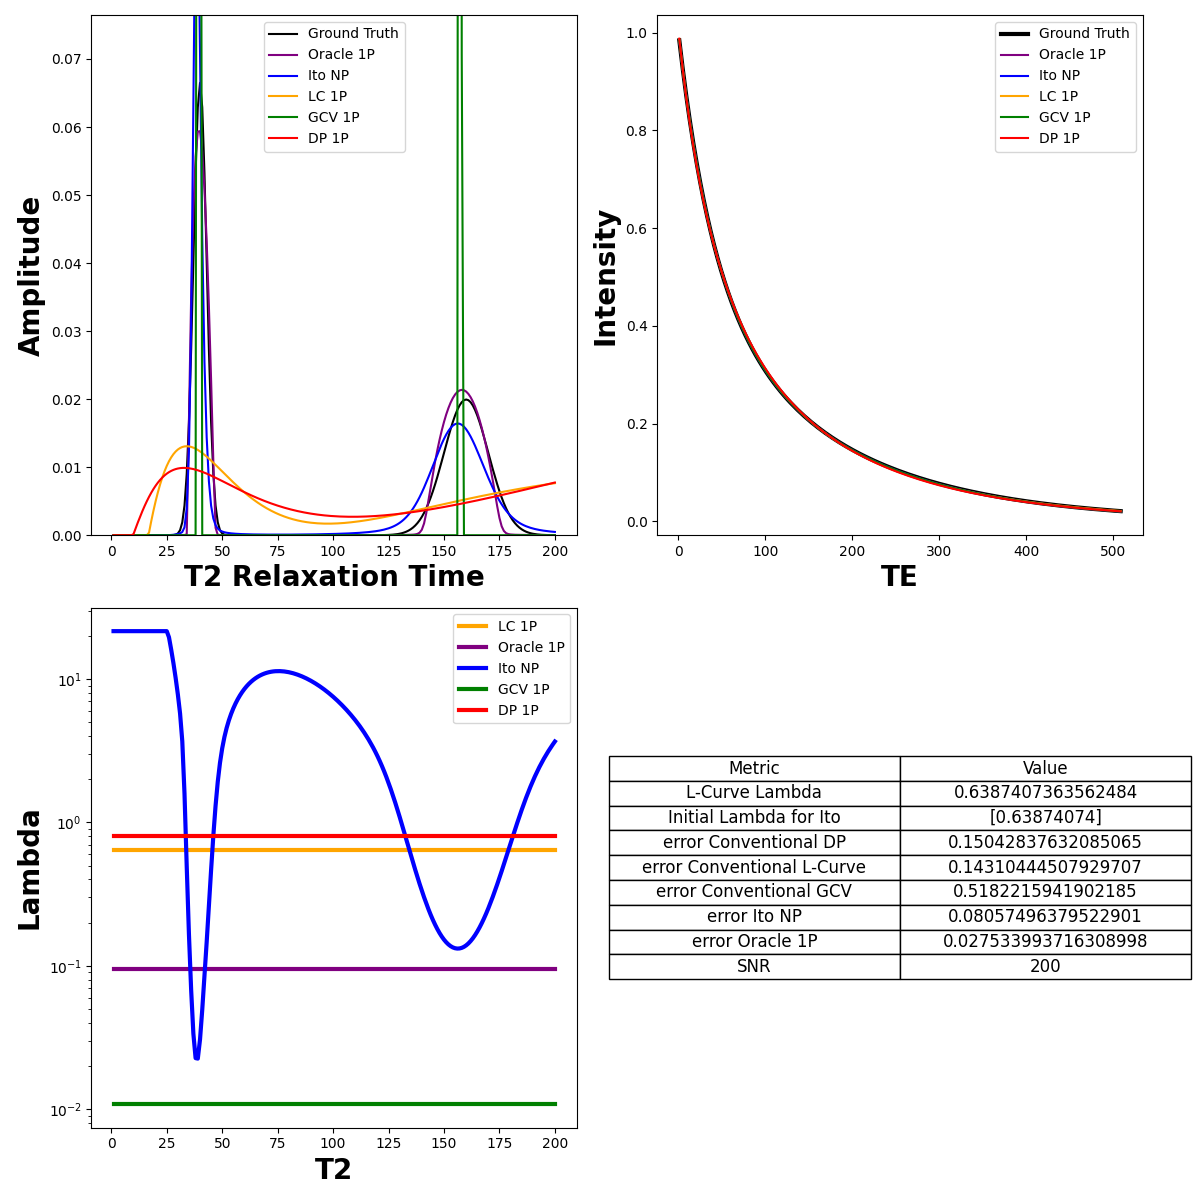 Amplitude
0.07
0.06
0.05
0.04
0.03
0.02
0.01
0.00
Ground Truth
Oracle 1P
Ito NP
LC 1P
GCV 1P
DP 1P
0 25 50 75 100 125 150 175 200
T2 Relaxation Time
Intensity
1.0
0.8
0.6
0.4
0.2
0.0
Ground Truth
Oracle 1P
Ito NP
LC 1P
GCV 1P
DP 1P
0 100 200 300 400 500
TE
Lambda
10^1
10^0
10^-1
10^-2
LC 1P
Oracle 1P
Ito NP
GCV 1P
DP 1P
0 25 50 75 100 125 150 175 200
T2
Metric Value
L-Curve Lambda 0.6387407363562484
Initial Lambda for Ito [0.63874074]
error Conventional DP 0.15042837632085065
error Conventional L-Curve 0.14310444507929707
error Conventional GCV 0.5182215941902185
error Ito NP 0.08057496379522901
error Oracle 1P 0.027533993716308998
SNR 200